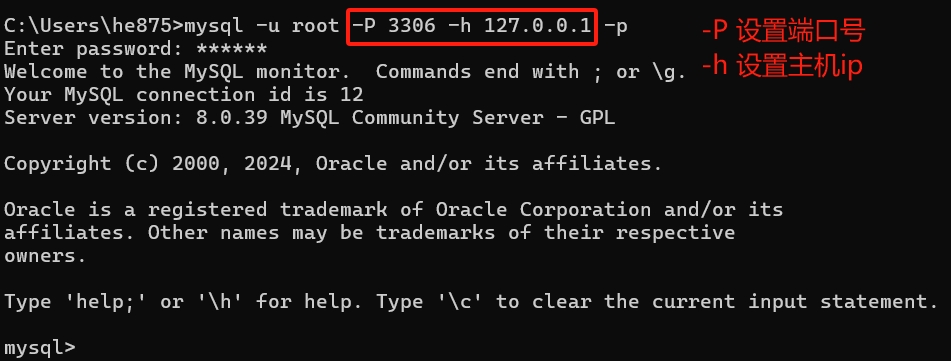 C:\Users\he875>mysql -u root -P 3306 -h 127.0.0.1 -p
-P 设置端口号
Enter password: ******
-h 设置主机ip
Welcome to the MySQL monitor.  Commands end with ; or \g.
Your MySQL connection id is 12
Server version: 8.0.39 MySQL Community Server - GPL
Copyright (c) 2000, 2024, Oracle and/or its affiliates.
Oracle is a registered trademark of Oracle Corporation and/or its
affiliates. Other names may be trademarks of their respective
owners.
Type 'help;' or '\h' for help. Type '\c' to clear the current input statement.
mysql>